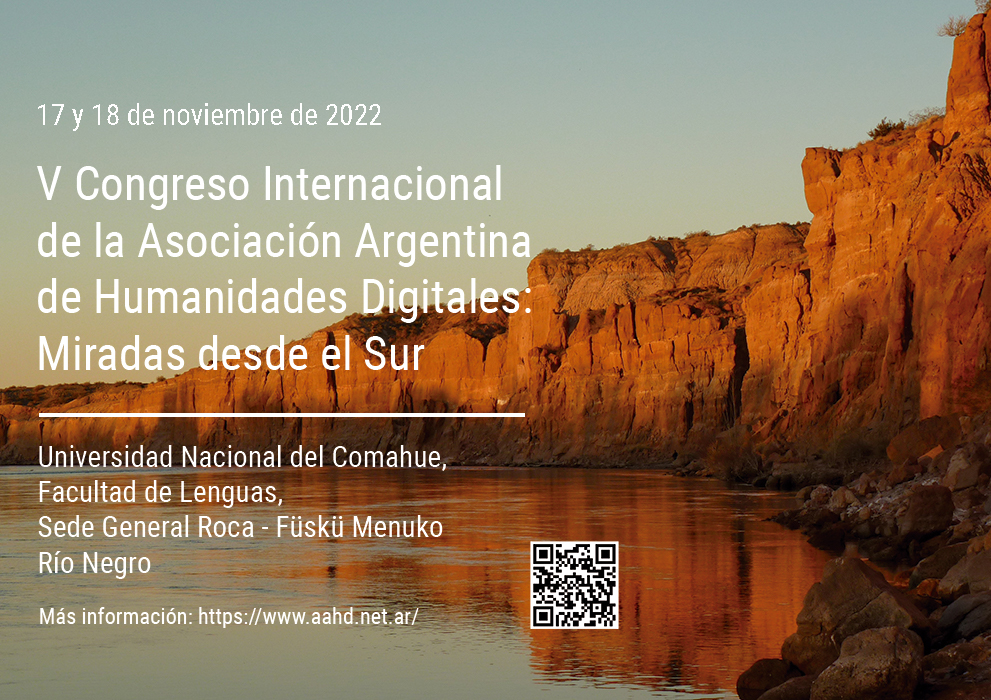 17 y 18 de noviembre de 2022
V Congreso Internacional
de la Asociación Argentina
de Humanidades Digitales:
Miradas desde el Sur
Universidad Nacional del Comahue,
Facultad de Lenguas,
Sede General Roca - Füskü Menuko
Río Negro
Más información: https://www.aahd.net.ar/